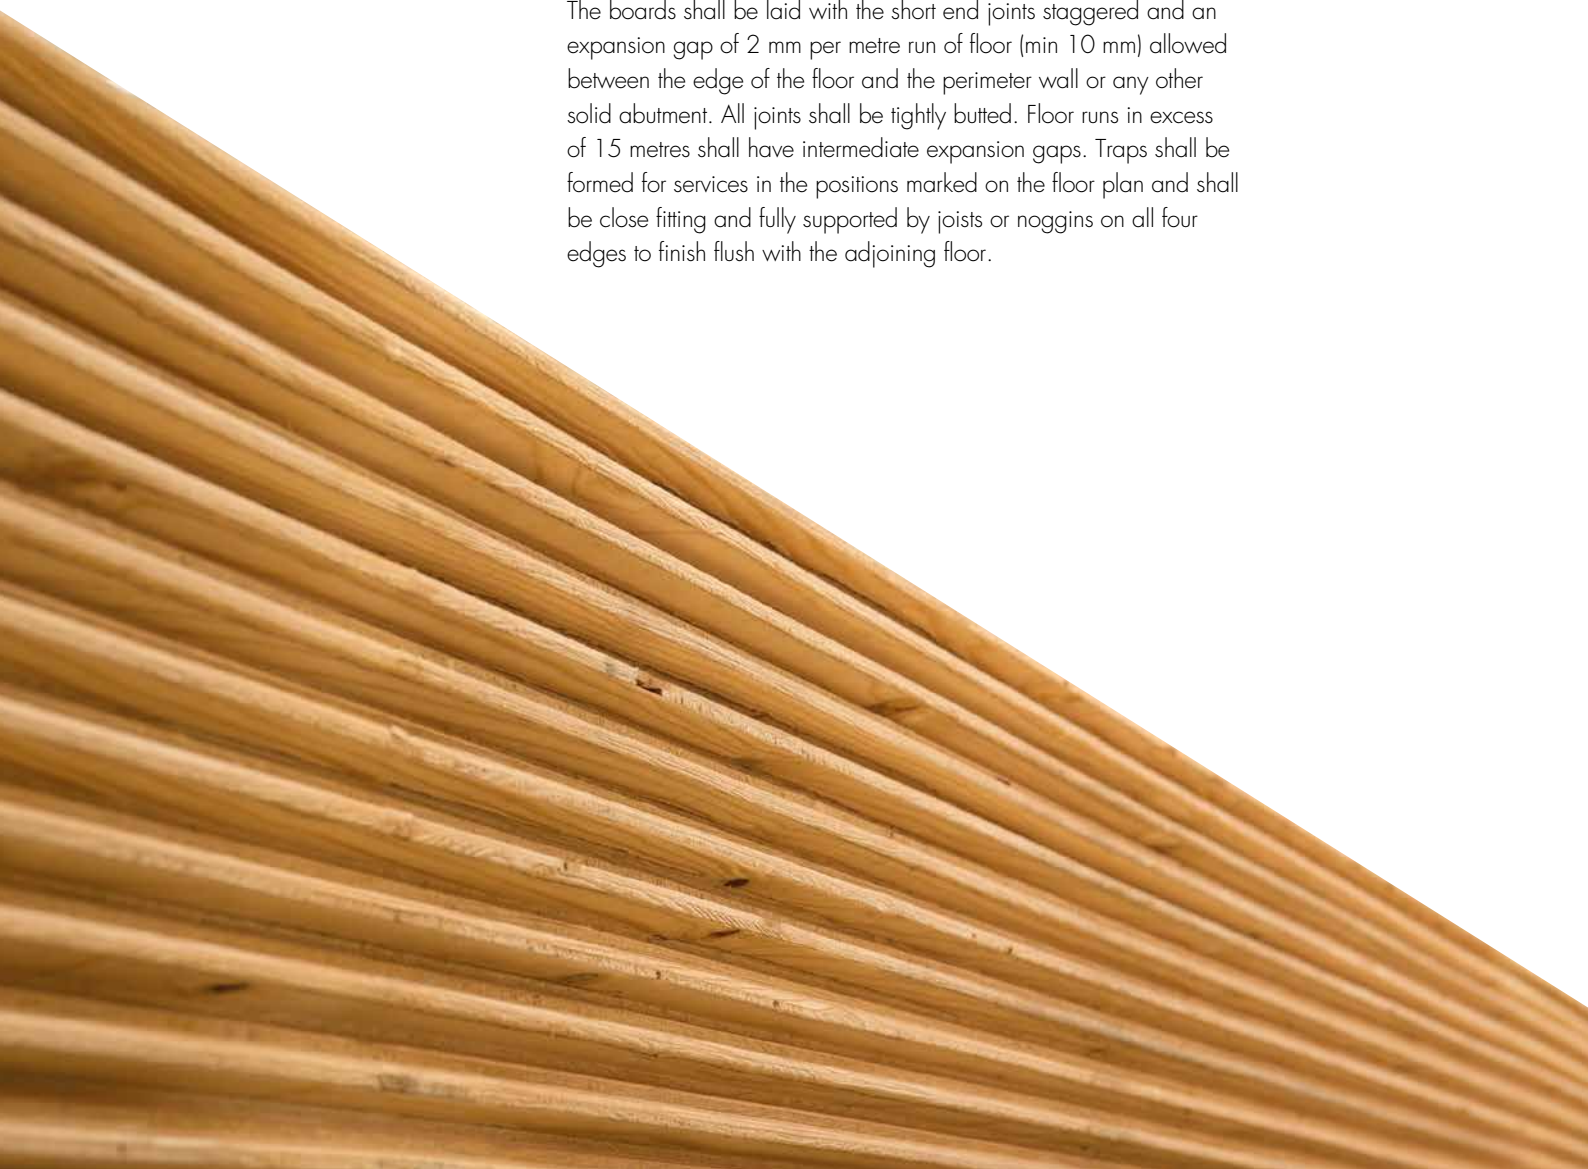 The boards shall be laid with the short end joints staggered and an
expansion gap of 2 mm per metre run of floor (min 10 mm) allowed
between the edge of the floor and the perimeter wall or any other
solid abutment. All joints shall be tightly butted. Floor runs in excess
of 15 metres shall have intermediate expansion gaps. Traps shall be
formed for services in the positions marked on the floor plan and shall
be close fitting and fully supported by joists or noggins on all four
edges to finish flush with the adjoining floor.